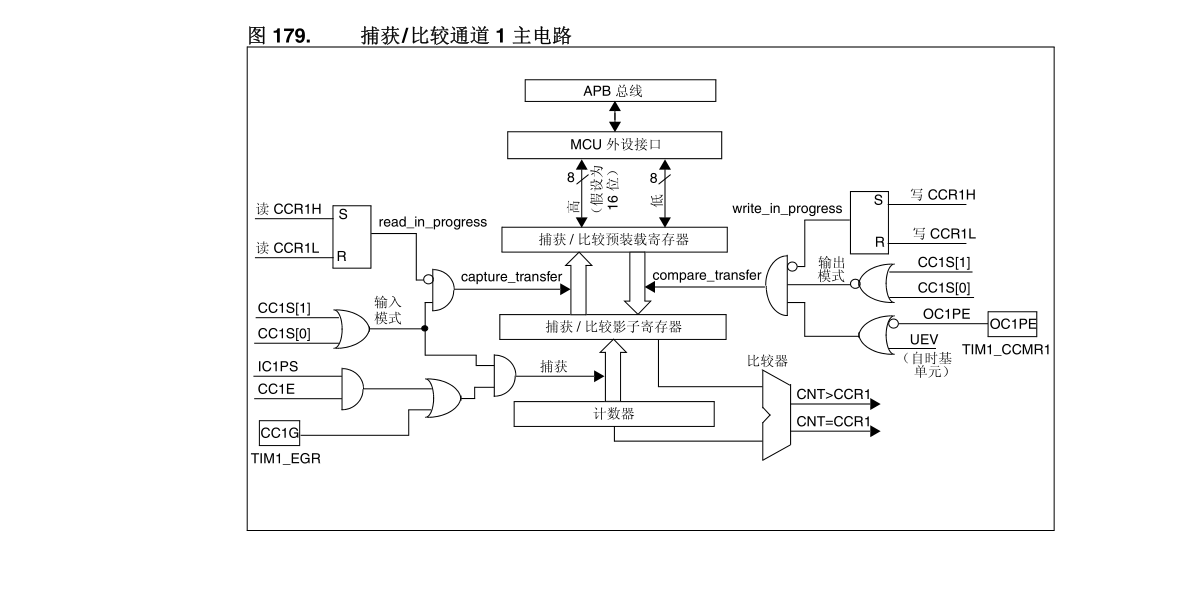 图 179. 捕获/比较通道 1 主电路
APB 总线
MCU 外设接口
8
8
高
（假设为
16 位）
低
读 CCR1H
S
read_in_progress
读 CCR1L
R
write_in_progress
S
写 CCR1H
R
写 CCR1L
捕获 / 比较预装载寄存器
capture_transfer
compare_transfer
输出
模式
CC1S[1]
CC1S[0]
CC1S[1]
CC1S[0]
输入
模式
捕获 / 比较影子寄存器
OC1PE
OC1PE
UEV
TIM1_CCMR1
（自时基
单元）
IC1PS
CC1E
捕获
比较器
CNT>CCR1
计数器
CNT=CCR1
CC1G
TIM1_EGR